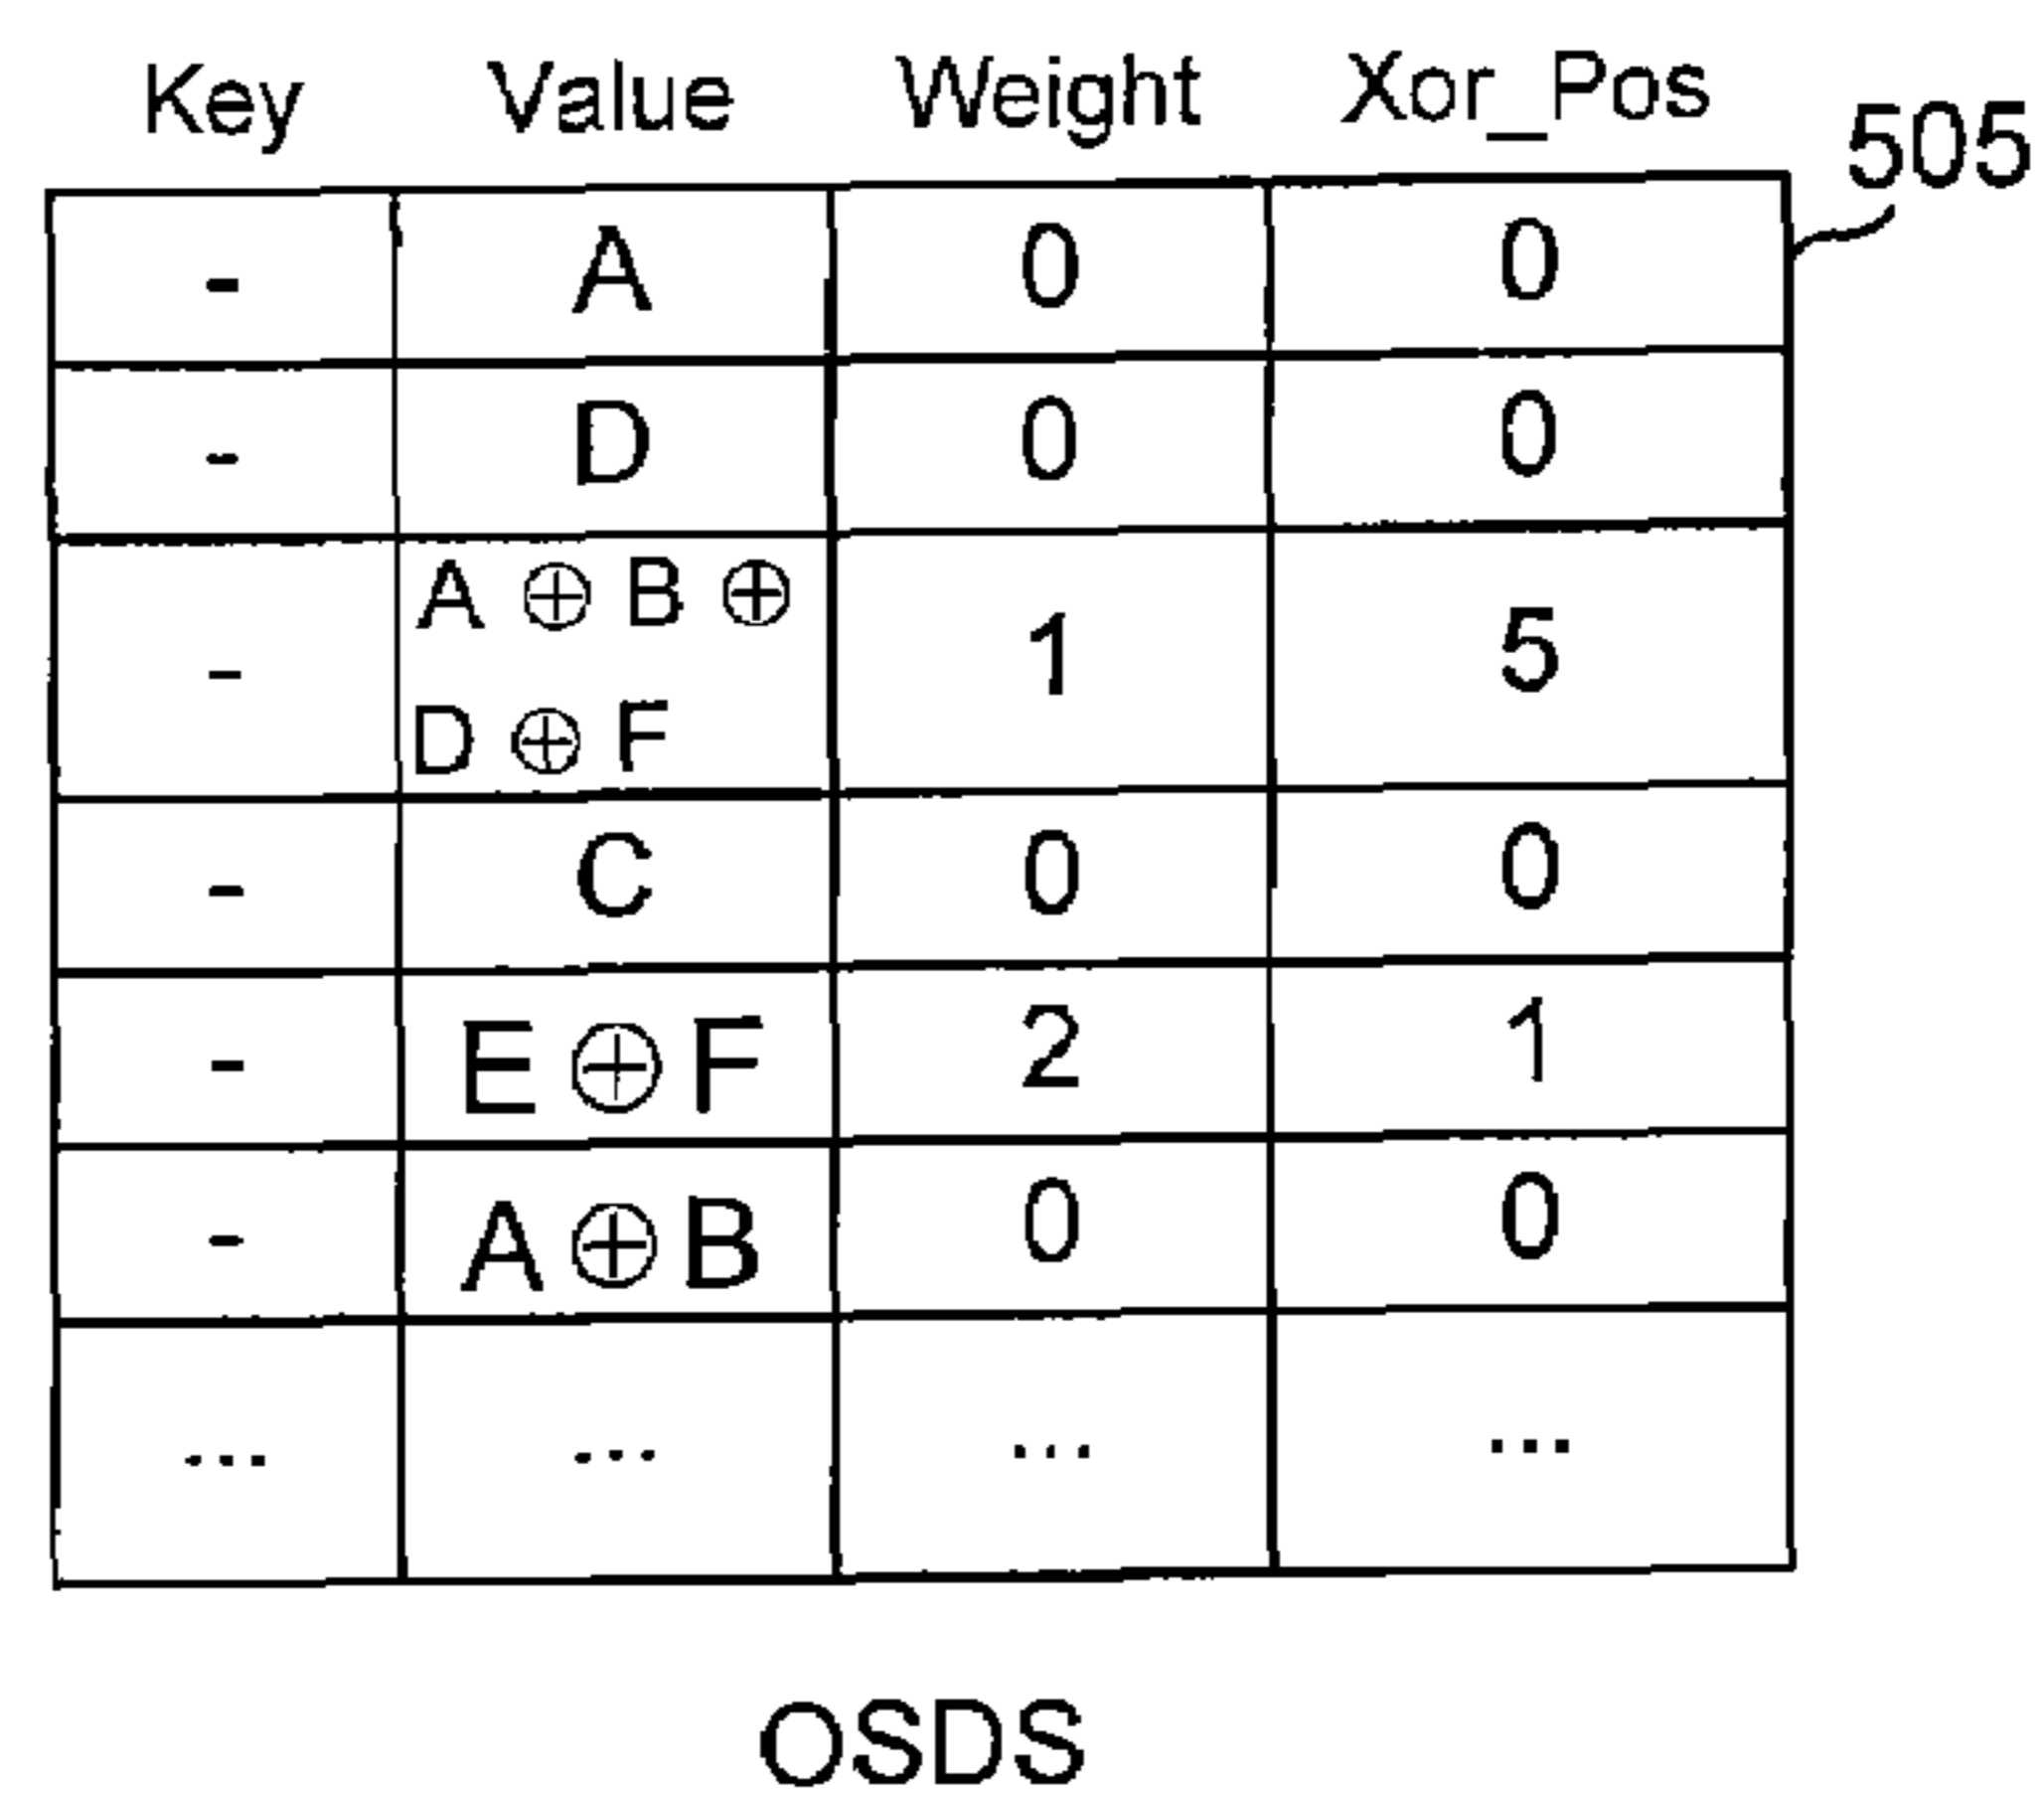 Key Value Weight Xor_Pos
505
- A 0 0
- D 0 0
A ⊕ B ⊕
- 1 5
D ⊕ F
- C 0 0
- E ⊕ F 2 1
- A ⊕ B 0 0
... ... ... ...
OSDS